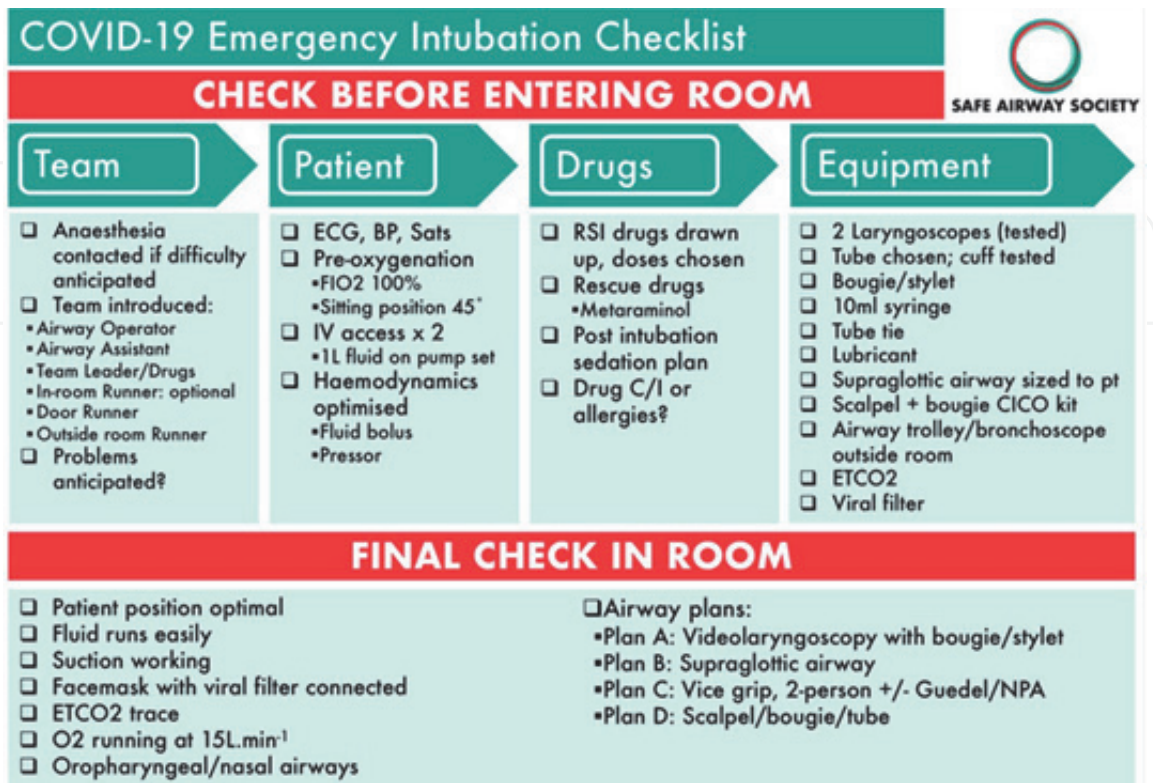 COVID-19 Emergency Intubation Checklist
CHECK BEFORE ENTERING ROOM
SAFE AIRWAY SOCIETY
Team
❏ Anaesthesia
contacted if difficulty
anticipated
❏ Team introduced:
▪Airway Operator
▪Airway Assistant
▪Team Leader/Drugs
▪In-room Runner: optional
▪Door Runner
▪Outside room Runner
❏ Problems
anticipated?
Patient
❏ ECG, BP, Sats
❏ Pre-oxygenation
▪FIO2 100%
▪Sitting position 45°
❏ IV access x 2
▪1L fluid on pump set
❏ Haemodynamics
optimised
▪Fluid bolus
▪Pressor
Drugs
❏ RSI drugs drawn
up, doses chosen
❏ Rescue drugs
▪Metaraminol
❏ Post intubation
sedation plan
❏ Drug C/I or
allergies?
Equipment
❏ 2 Laryngoscopes (tested)
❏ Tube chosen; cuff tested
❏ Bougie/stylet
❏ 10ml syringe
❏ Tube tie
❏ Lubricant
❏ Supraglottic airway sized to pt
❏ Scalpel + bougie CICO kit
❏ Airway trolley/bronchoscope
outside room
❏ ETCO2
❏ Viral filter
FINAL CHECK IN ROOM
❏ Patient position optimal
❏ Fluid runs easily
❏ Suction working
❏ Facemask with viral filter connected
❏ ETCO2 trace
❏ O2 running at 15L.min⁻¹
❏ Oropharyngeal/nasal airways
❏Airway plans:
▪Plan A: Videolaryngoscopy with bougie/stylet
▪Plan B: Supraglottic airway
▪Plan C: Vice grip, 2-person +/- Guedel/NPA
▪Plan D: Scalpel/bougie/tube